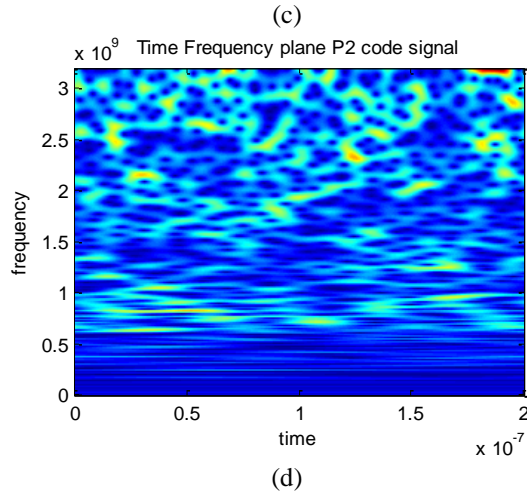 (c)
x 10^9
Time Frequency plane P2 code signal
3
2.5
2
1.5
1
0.5
0
frequency
0
0.5
1
1.5
2
time
x 10^-7
(d)